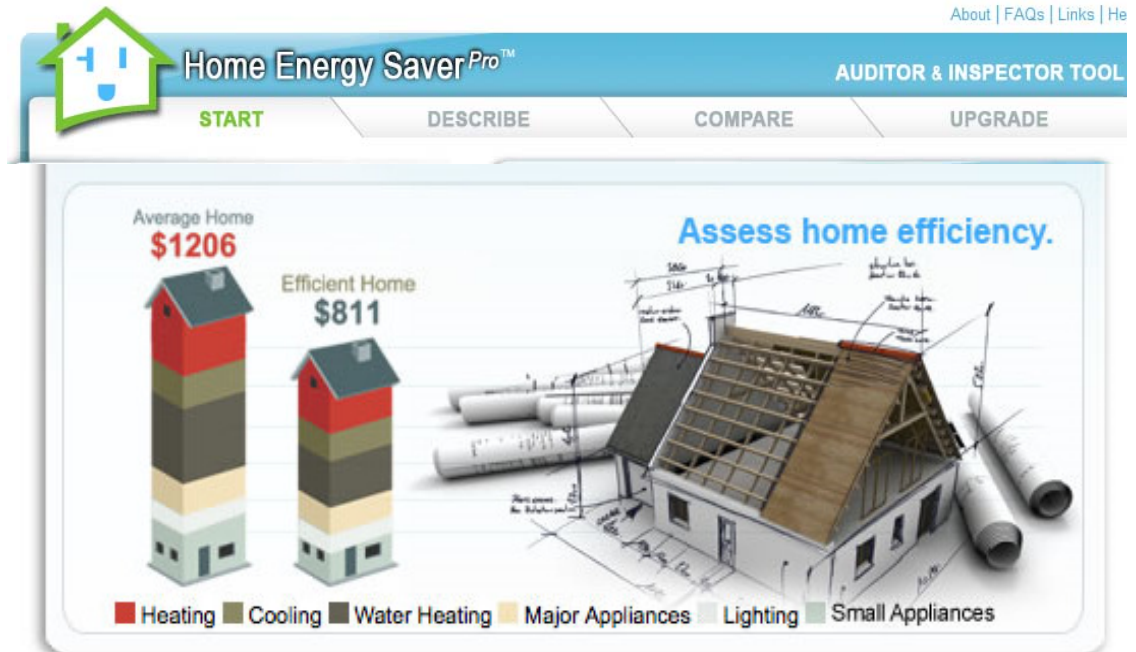 About | FAQs | Links | He
Home Energy Saver Pro™
AUDITOR & INSPECTOR TOOL
START DESCRIBE COMPARE UPGRADE
Average Home
$1206
Efficient Home
$811
Assess home efficiency.
Heating Cooling Water Heating Major Appliances Lighting Small Appliances